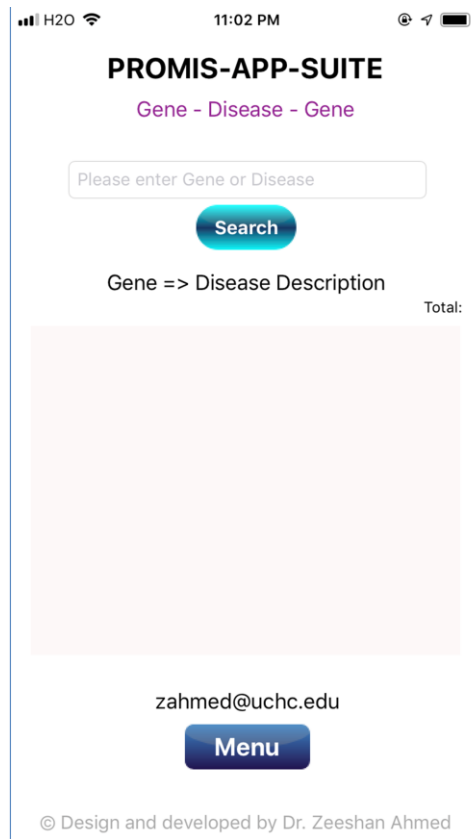 H2O 11:02 PM
PROMIS-APP-SUITE
Gene - Disease - Gene
Please enter Gene or Disease
Search
Gene => Disease Description
Total:
zahmed@uchc.edu
Menu
© Design and developed by Dr. Zeeshan Ahmed